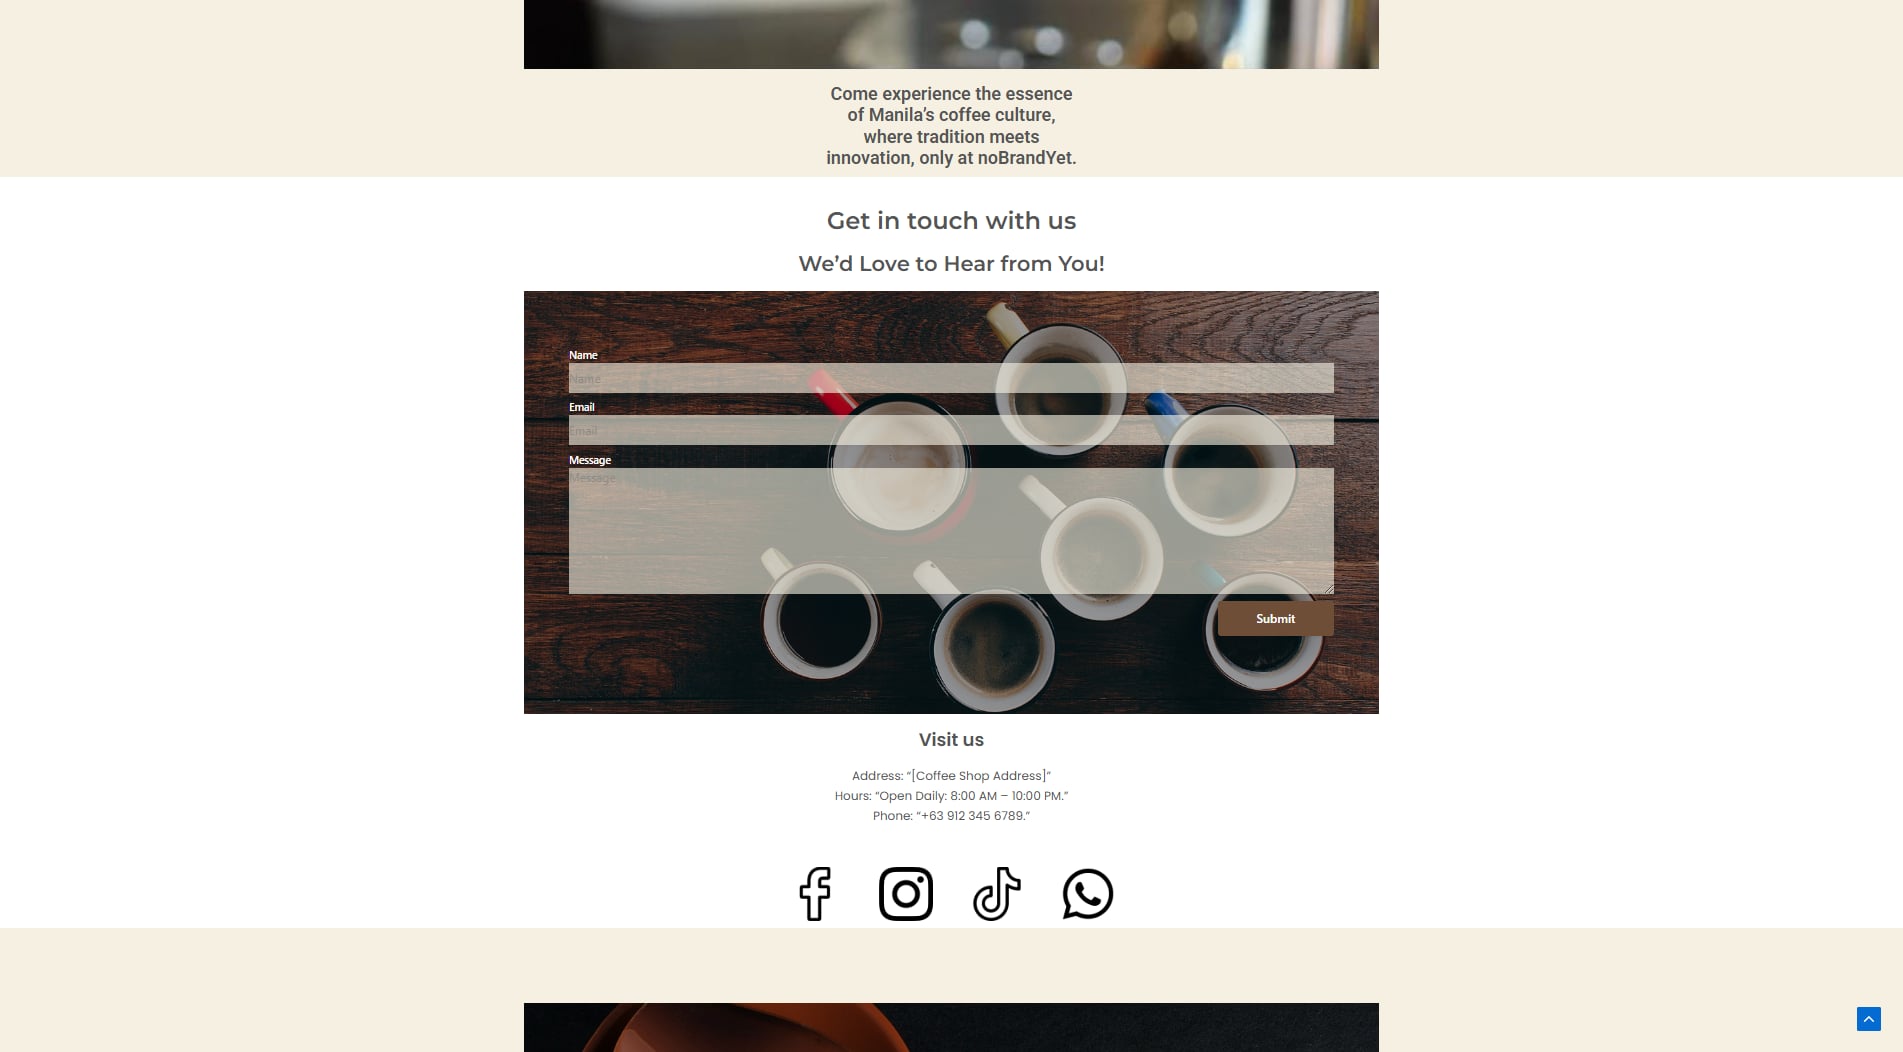 Come experience the essence
of Manila’s coffee culture,
where tradition meets
innovation, only at noBrandYet.
Get in touch with us
We’d Love to Hear from You!
Name
Name
Email
Email
Message
Message
Submit
Visit us
Address: “[Coffee Shop Address]”
Hours: “Open Daily: 8:00 AM – 10:00 PM.”
Phone: “+63 912 345 6789.”